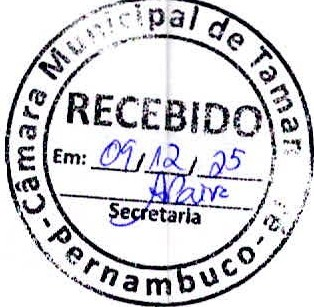 Câmara Municipal de Tamar
RECEBIDO
Em: 09/12/25
Secretaria
Pernambuco